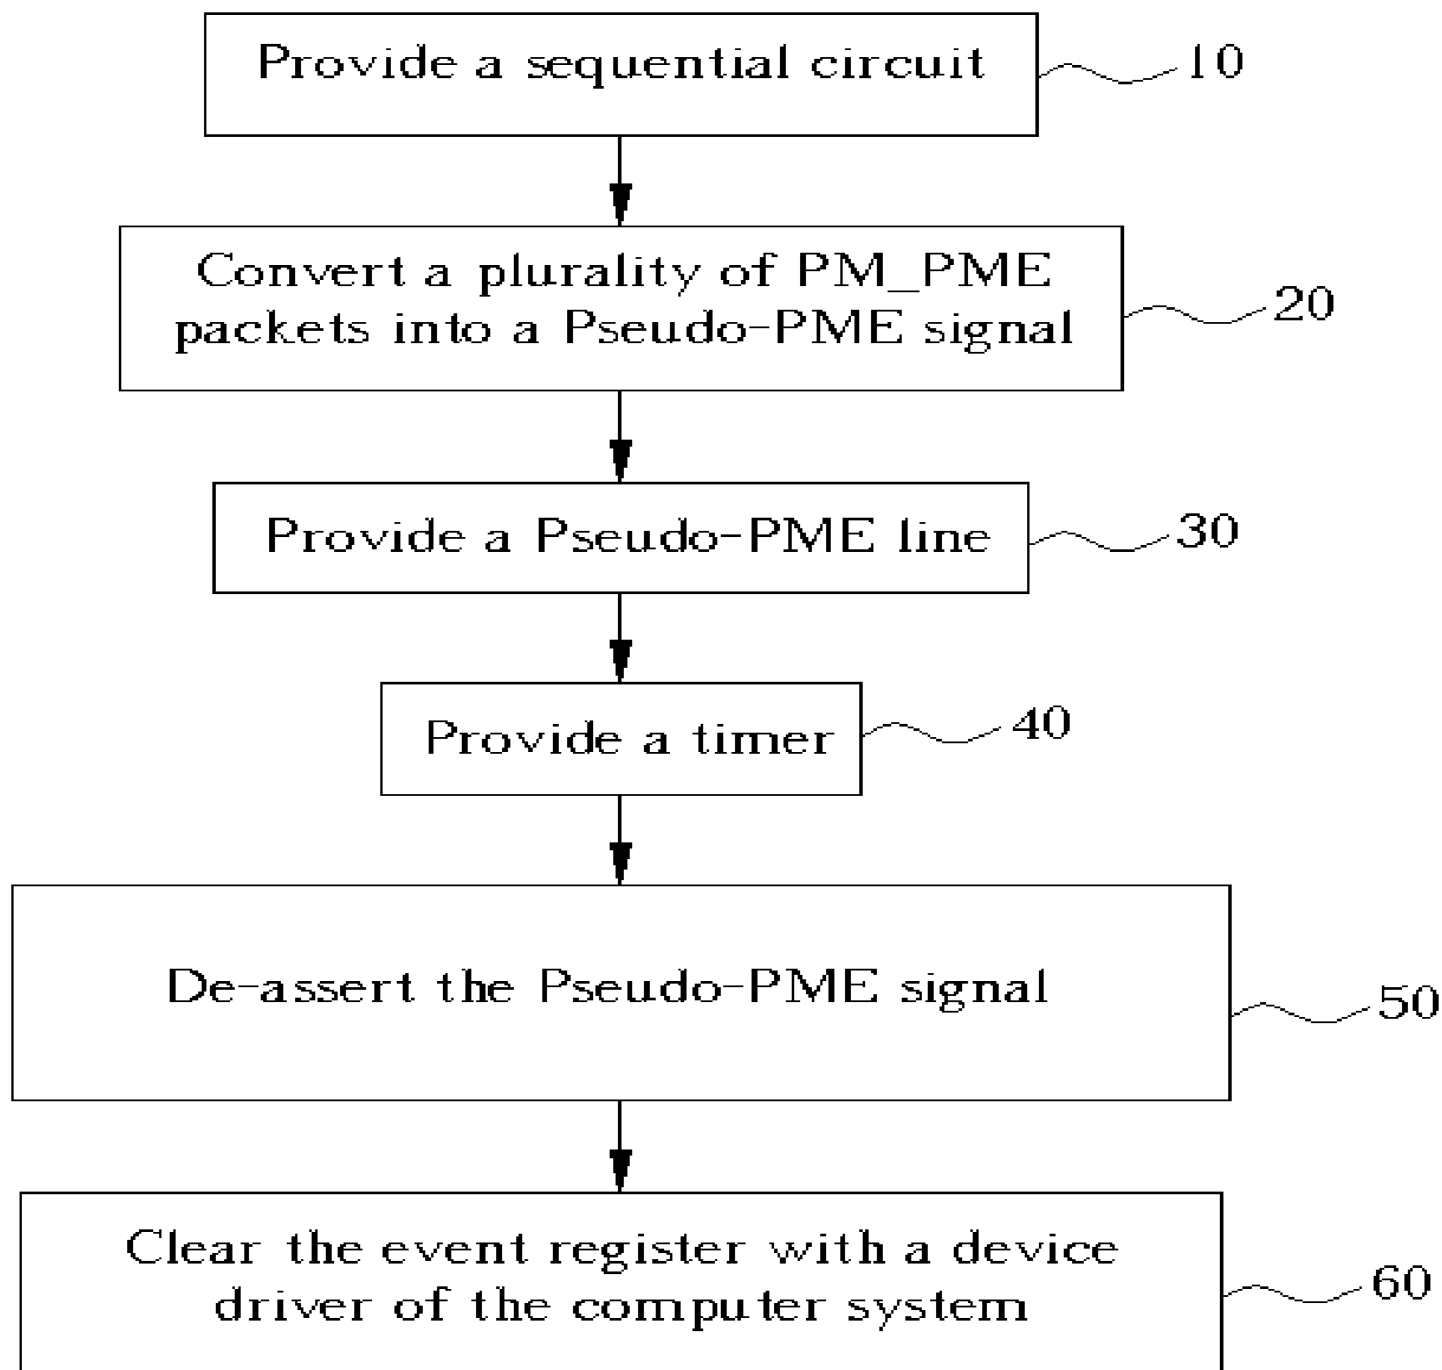 Provide a sequential circuit
10
Convert a plurality of PM_PME
packets into a Pseudo-PME signal
20
Provide a Pseudo-PME line
30
Provide a timer
40
De-assert the Pseudo-PME signal
50
Clear the event register with a device
driver of the computer system
60